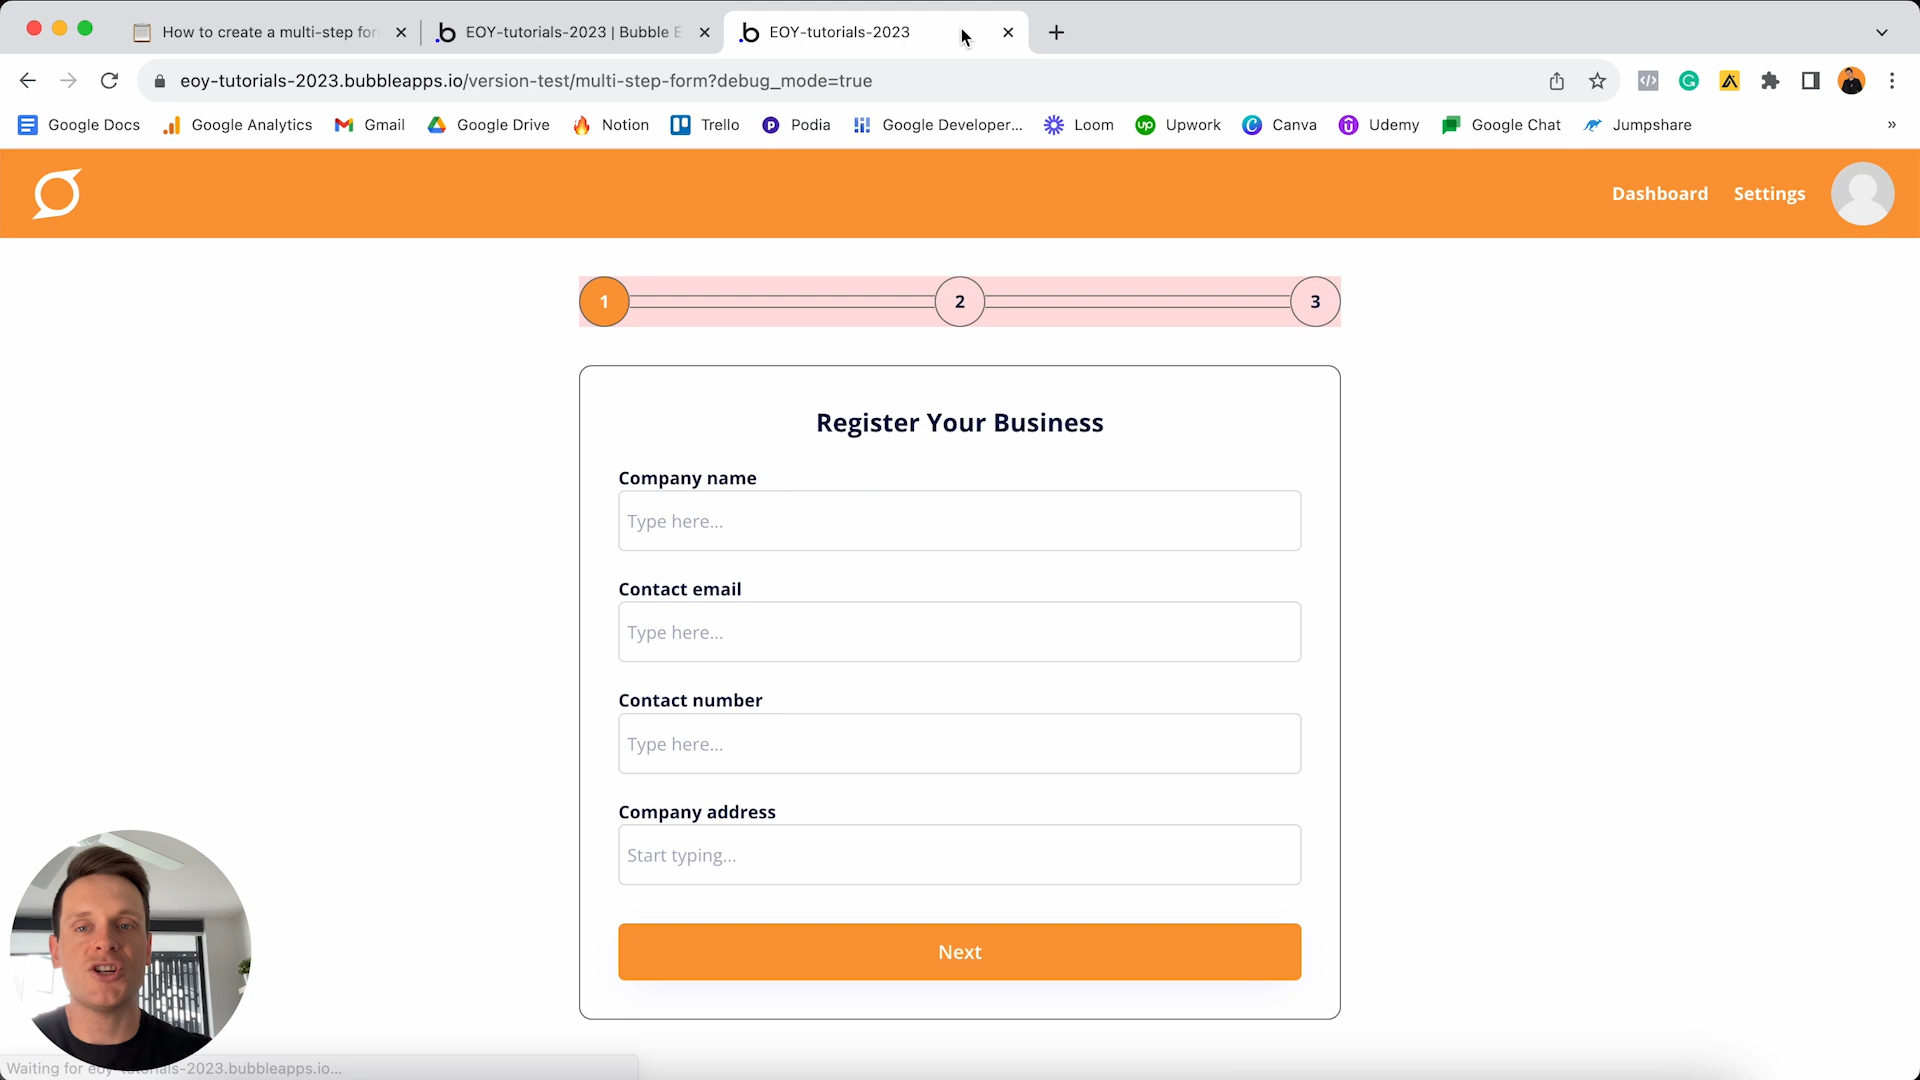 How to create a multi-step for
EOY-tutorials-2023 | Bubble E
EOY-tutorials-2023
eoy-tutorials-2023.bubbleapps.io/version-test/multi-step-form?debug_mode=true
Google Docs
Google Analytics
Gmail
Google Drive
Notion
Trello
Podia
Google Developer...
Loom
Upwork
Canva
Udemy
Google Chat
Jumpshare
»
Dashboard
Settings
1
2
3
Register Your Business
Company name
Type here...
Contact email
Type here...
Contact number
Type here...
Company address
Start typing...
Next
Waiting for eoy-tutorials-2023.bubbleapps.io...